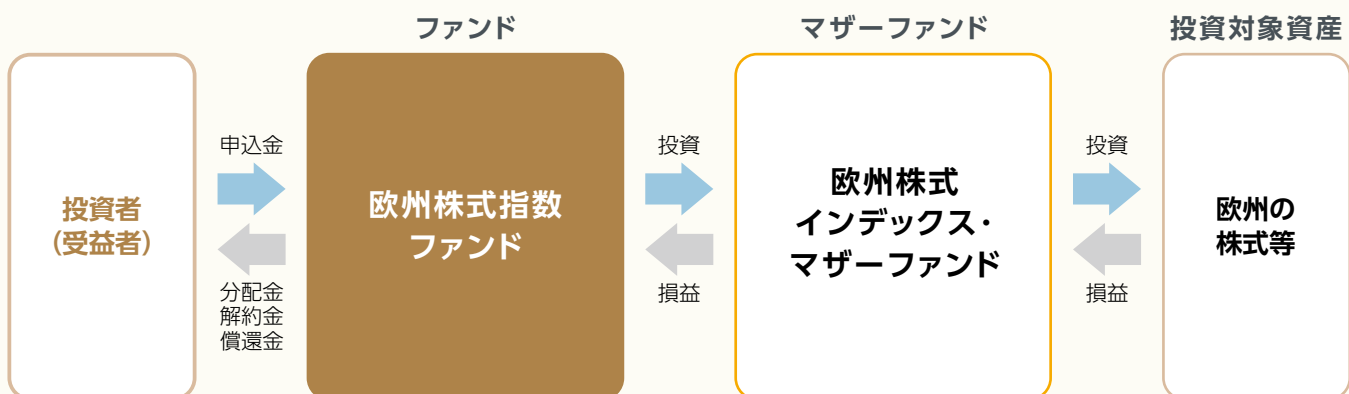 ファンド
マザーファンド
投資対象資産
投資者
(受益者)
申込金
分配金
解約金
償還金
欧州株式指数
ファンド
投資
損益
欧州株式
インデックス・
マザーファンド
投資
損益
欧州の
株式等